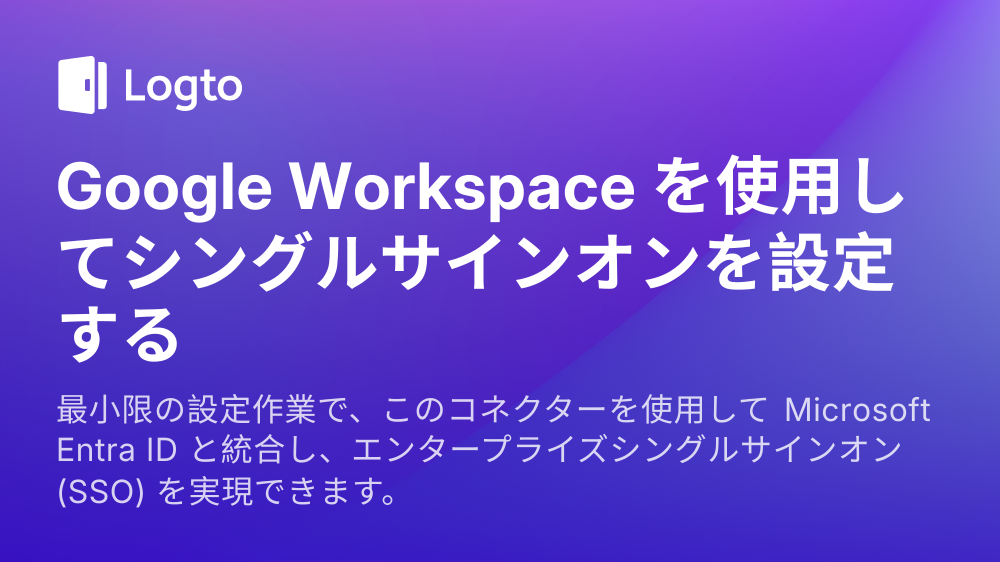 Logto
Google Workspace を使用し
てシングルサインオンを設定
する
最小限の設定作業で、このコネクターを使用して Microsoft
Entra ID と統合し、エンタープライズシングルサインオン
(SSO) を実現できます。